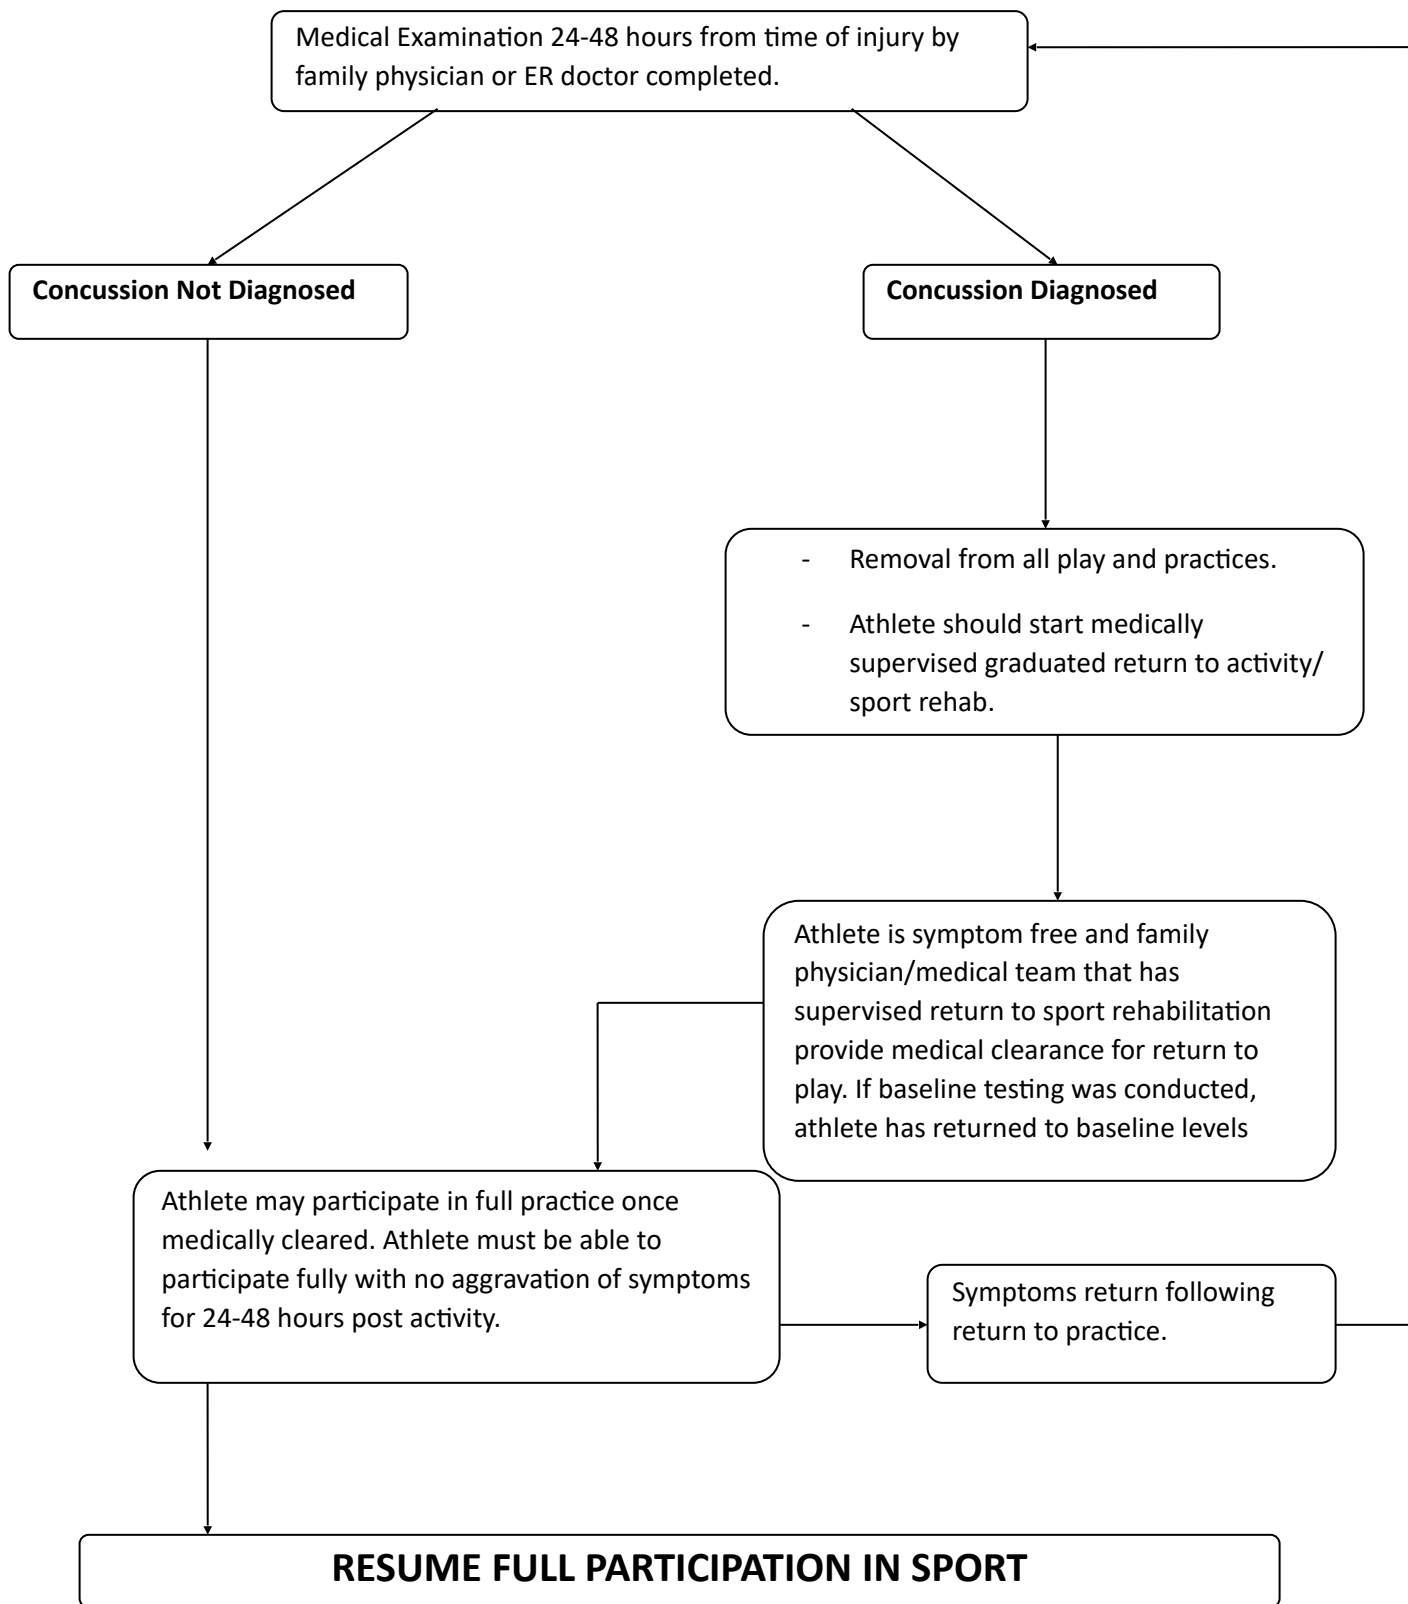 Medical Examination 24-48 hours from time of injury by
family physician or ER doctor completed.
Concussion Not Diagnosed
Concussion Diagnosed
- Removal from all play and practices.
- Athlete should start medically
supervised graduated return to activity/
sport rehab.
Athlete is symptom free and family
physician/medical team that has
supervised return to sport rehabilitation
provide medical clearance for return to
play. If baseline testing was conducted,
athlete has returned to baseline levels
Athlete may participate in full practice once
medically cleared. Athlete must be able to
participate fully with no aggravation of symptoms
for 24-48 hours post activity.
Symptoms return following
return to practice.
RESUME FULL PARTICIPATION IN SPORT